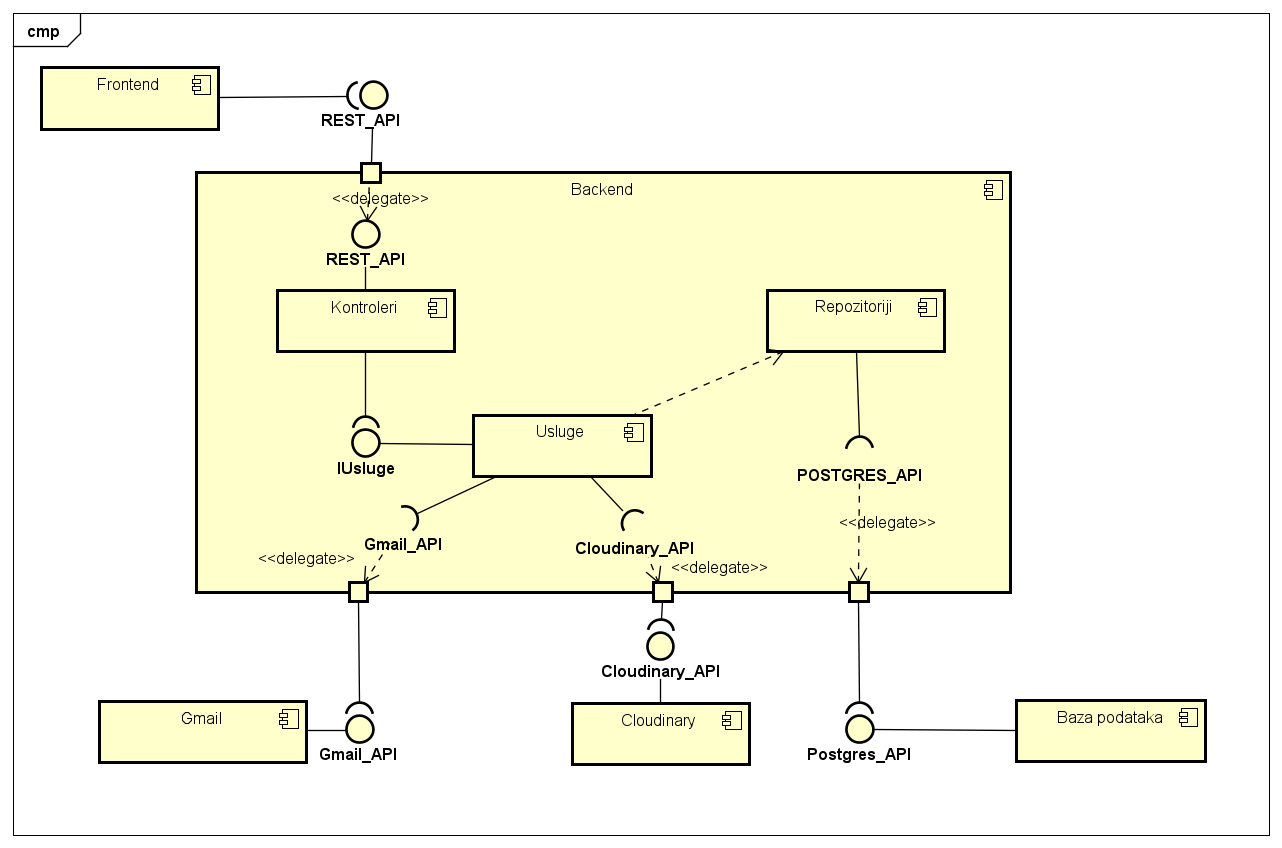 cmp
Frontend
REST_API
Backend
<<delegate>>
REST_API
Kontroleri
Repozitoriji
Usluge
IUsluge
POSTGRES_API
Gmail_API
Cloudinary_API
<<delegate>>
<<delegate>>
<<delegate>>
Cloudinary_API
Gmail
Cloudinary
Baza podataka
Gmail_API
Postgres_API